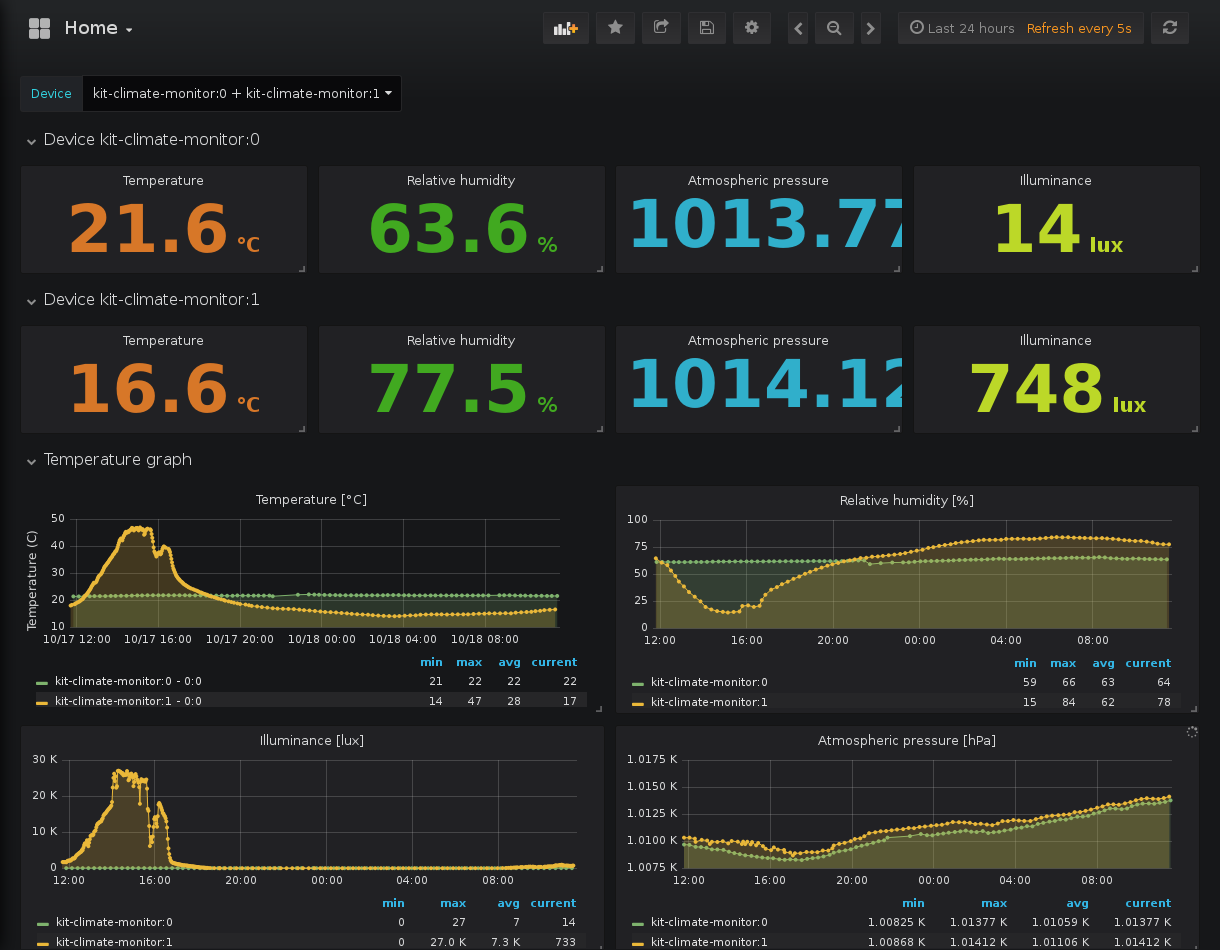 Home
Last 24 hours Refresh every 5s
Device kit-climate-monitor:0 + kit-climate-monitor:1
Device kit-climate-monitor:0
Temperature Relative humidity Atmospheric pressure Illuminance
21.6 °C 63.6 % 1013.77 14 lux
Device kit-climate-monitor:1
Temperature Relative humidity Atmospheric pressure Illuminance
16.6 °C 77.5 % 1014.12 748 lux
Temperature graph
Temperature [°C]
Temperature (C)
50
40
30
20
10
10/17 12:00 10/17 16:00 10/17 20:00 10/18 00:00 10/18 04:00 10/18 08:00
min max avg current
kit-climate-monitor:0 - 0:0 21 22 22 22
kit-climate-monitor:1 - 0:0 14 47 28 17
Relative humidity [%]
100
75
50
25
0
12:00 16:00 20:00 00:00 04:00 08:00
min max avg current
kit-climate-monitor:0 59 66 63 64
kit-climate-monitor:1 15 84 62 78
Illuminance [lux]
30 K
20 K
10 K
0
12:00 16:00 20:00 00:00 04:00 08:00
min max avg current
kit-climate-monitor:0 0 27 7 14
kit-climate-monitor:1 0 27.0 K 7.3 K 733
Atmospheric pressure [hPa]
1.0175 K
1.0150 K
1.0125 K
1.0100 K
1.0075 K
12:00 16:00 20:00 00:00 04:00 08:00
min max avg current
kit-climate-monitor:0 1.00825 K 1.01377 K 1.01059 K 1.01377 K
kit-climate-monitor:1 1.00868 K 1.01412 K 1.01106 K 1.01412 K